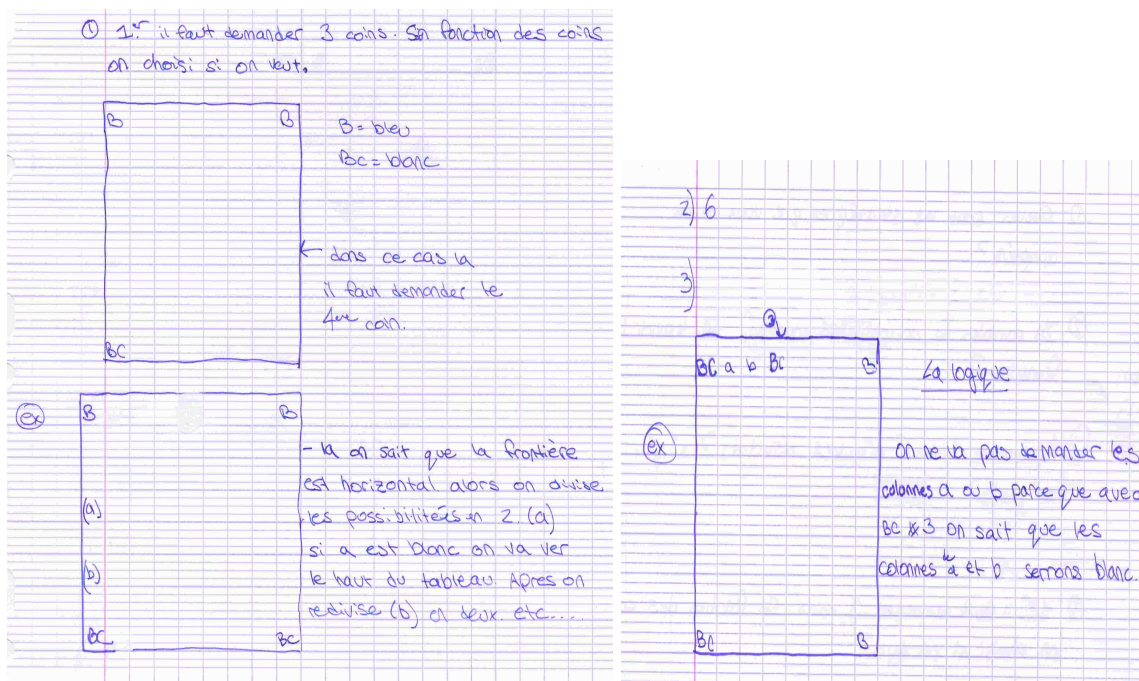 ① 1.er il faut demander 3 coins. En fonction des coins
on choisi si on veut.
B B
B = bleu
BC = blanc
← dans ce cas la
il faut demander le
4eme coin.
BC
ex
B B
- la on sait que la frontière
est horizontal alors on divise
(a)
les possibilitées en 2. (a)
si a est blanc on va ver
(b)
le haut du tableau. Apres on
redivise (b) en deux. etc....
BC BC
2) 6
3)
BC a b BC B
La logique
ex
on ne va pas demander les
colonnes a ou b parce que avec
BC 3 on sait que les
colonnes a et b serrons blanc.
BC B